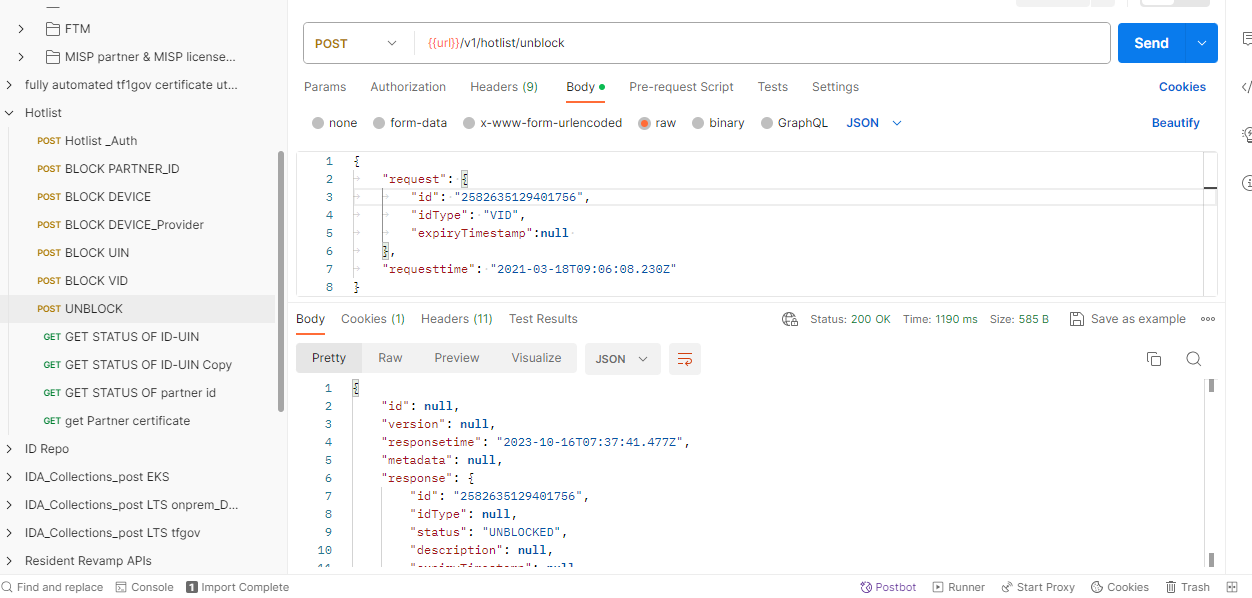 FTM
MISP partner & MISP license...
fully automated tf1gov certificate ut...
Hotlist
POST Hotlist _Auth
POST BLOCK PARTNER_ID
POST BLOCK DEVICE
POST BLOCK DEVICE_Provider
POST BLOCK UIN
POST BLOCK VID
POST UNBLOCK
GET GET STATUS OF ID-UIN
GET GET STATUS OF ID-UIN Copy
GET GET STATUS OF partner id
GET get Partner certificate
ID Repo
IDA_Collections_post EKS
IDA_Collections_post LTS onprem_D...
IDA_Collections_post LTS tfgov
Resident Revamp APIs
POST {{url}}/v1/hotlist/unblock Send
Params Authorization Headers (9) Body Pre-request Script Tests Settings Cookies
none form-data x-www-form-urlencoded raw binary GraphQL JSON Beautify
1 {
2 "request": {
3 "id": "2582635129401756",
4 "idType": "VID",
5 "expiryTimestamp":null
6 },
7 "requesttime": "2021-03-18T09:06:08.230Z"
8 }
Body Cookies (1) Headers (11) Test Results Status: 200 OK Time: 1190 ms Size: 585 B Save as example
Pretty Raw Preview Visualize JSON
1 {
2 "id": null,
3 "version": null,
4 "responsetime": "2023-10-16T07:37:41.477Z",
5 "metadata": null,
6 "response": {
7 "id": "2582635129401756",
8 "idType": null,
9 "status": "UNBLOCKED",
10 "description": null,
11 "expiryTimestamp": null
Find and replace Console 1 Import Complete Postbot Runner Start Proxy Cookies Trash